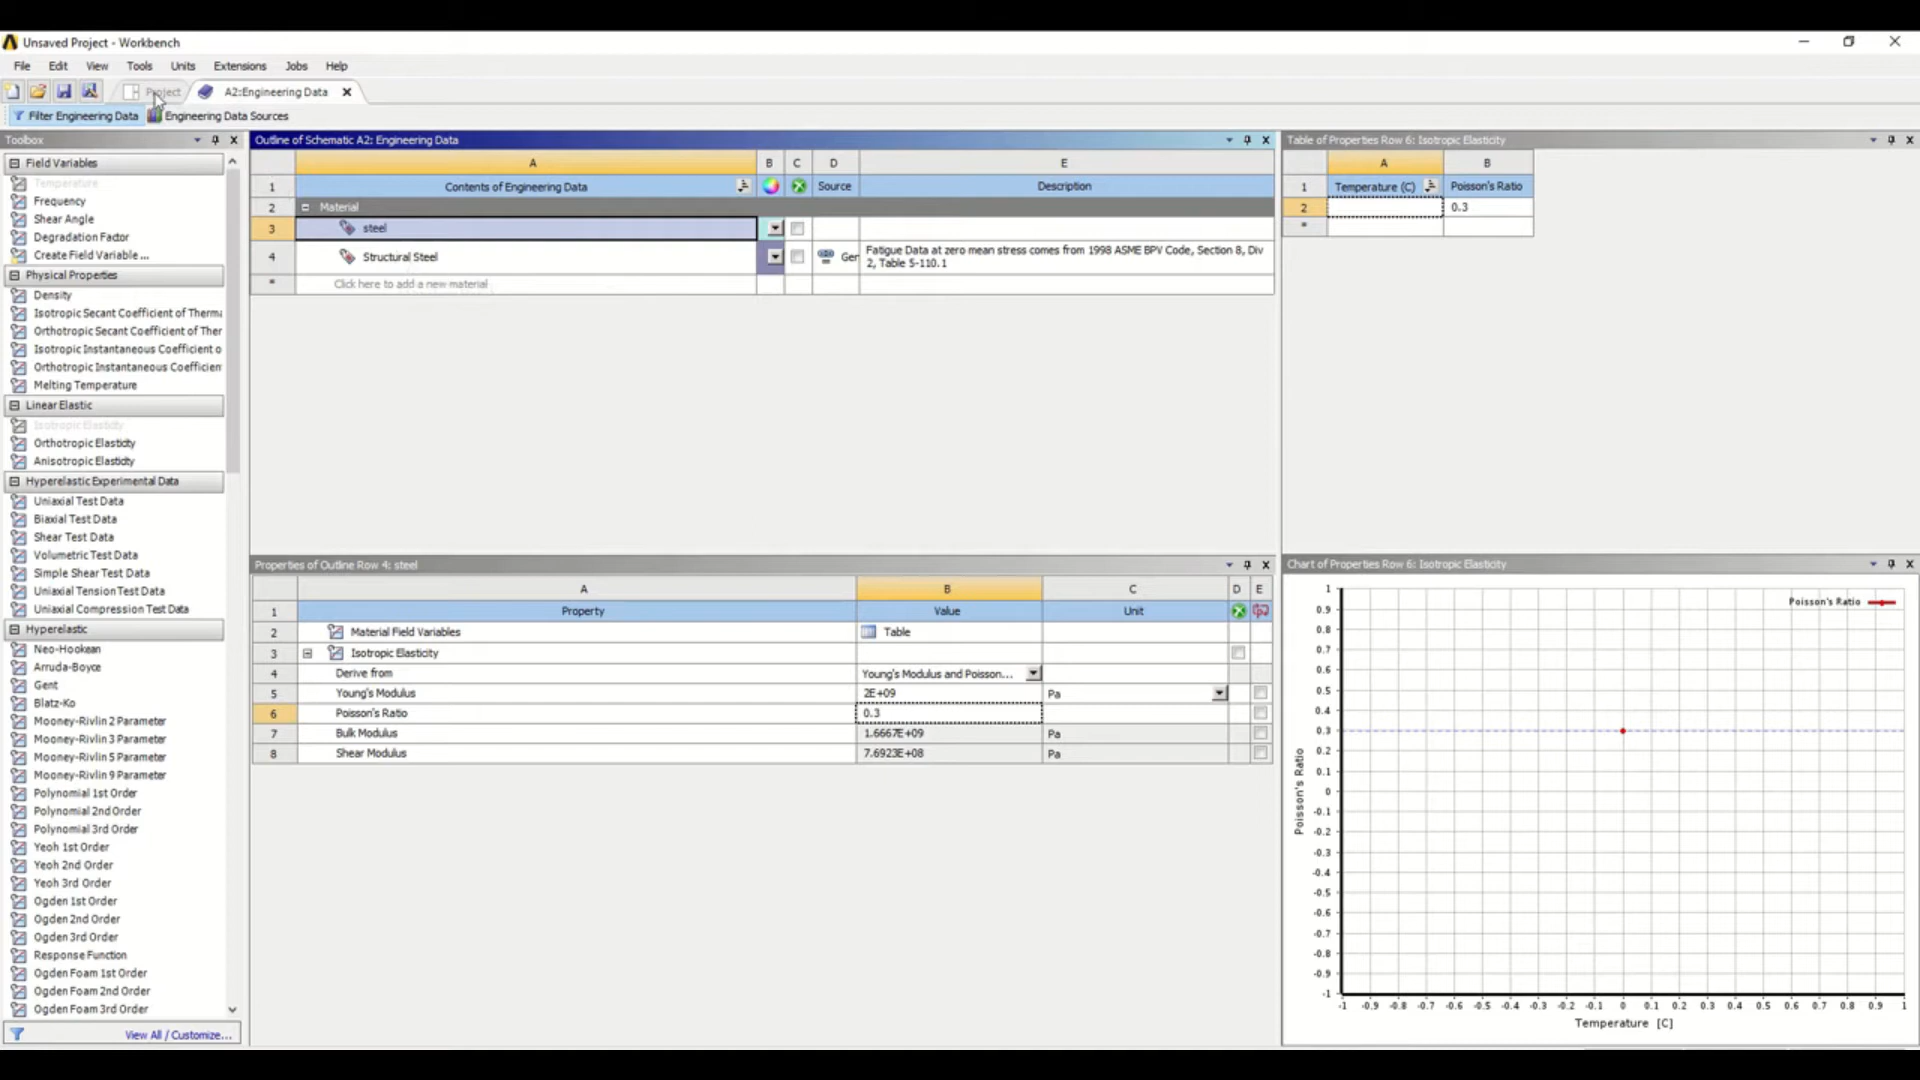 Unsaved Project - Workbench
File Edit View Tools Units Extensions Jobs Help
Project A2:Engineering Data
Filter Engineering Data Engineering Data Sources
Toolbox
Field Variables
Temperature
Frequency
Shear Angle
Degradation Factor
Create Field Variable ...
Physical Properties
Density
Isotropic Secant Coefficient of Therma
Orthotropic Secant Coefficient of Ther
Isotropic Instantaneous Coefficient o
Orthotropic Instantaneous Coefficien
Melting Temperature
Linear Elastic
Isotropic Elasticity
Orthotropic Elasticity
Anisotropic Elasticity
Hyperelastic Experimental Data
Uniaxial Test Data
Biaxial Test Data
Shear Test Data
Volumetric Test Data
Simple Shear Test Data
Uniaxial Tension Test Data
Uniaxial Compression Test Data
Hyperelastic
Neo-Hookean
Arruda-Boyce
Gent
Blatz-Ko
Mooney-Rivlin 2 Parameter
Mooney-Rivlin 3 Parameter
Mooney-Rivlin 5 Parameter
Mooney-Rivlin 9 Parameter
Polynomial 1st Order
Polynomial 2nd Order
Polynomial 3rd Order
Yeoh 1st Order
Yeoh 2nd Order
Yeoh 3rd Order
Ogden 1st Order
Ogden 2nd Order
Ogden 3rd Order
Response Function
Ogden Foam 1st Order
Ogden Foam 2nd Order
Ogden Foam 3rd Order
View All / Customize...
Outline of Schematic A2: Engineering Data
A B C D E
1 Contents of Engineering Data Source Description
2 Material
3 steel
4 Structural Steel Ger Fatigue Data at zero mean stress comes from 1998 ASME BPV Code, Section 8, Div
2, Table 5-110.1
* Click here to add a new material
Properties of Outline Row 4: steel
A B C D E
1 Property Value Unit
2 Material Field Variables Table
3 Isotropic Elasticity
4 Derive from Young's Modulus and Poisson...
5 Young's Modulus 2E+09 Pa
6 Poisson's Ratio 0.3
7 Bulk Modulus 1.6667E+09 Pa
8 Shear Modulus 7.6923E+08 Pa
Table of Properties Row 6: Isotropic Elasticity
A B
1 Temperature (C) Poisson's Ratio
2 0.3
*
Chart of Properties Row 6: Isotropic Elasticity
Poisson's Ratio
1
0.9
0.8
0.7
0.6
0.5
0.4
0.3
0.2
0.1
0
-0.1
-0.2
-0.3
-0.4
-0.5
-0.6
-0.7
-0.8
-0.9
-1
Poisson's Ratio
-1 -0.9 -0.8 -0.7 -0.6 -0.5 -0.4 -0.3 -0.2 -0.1 0 0.1 0.2 0.3 0.4 0.5 0.6 0.7 0.8 0.9 1
Temperature [C]